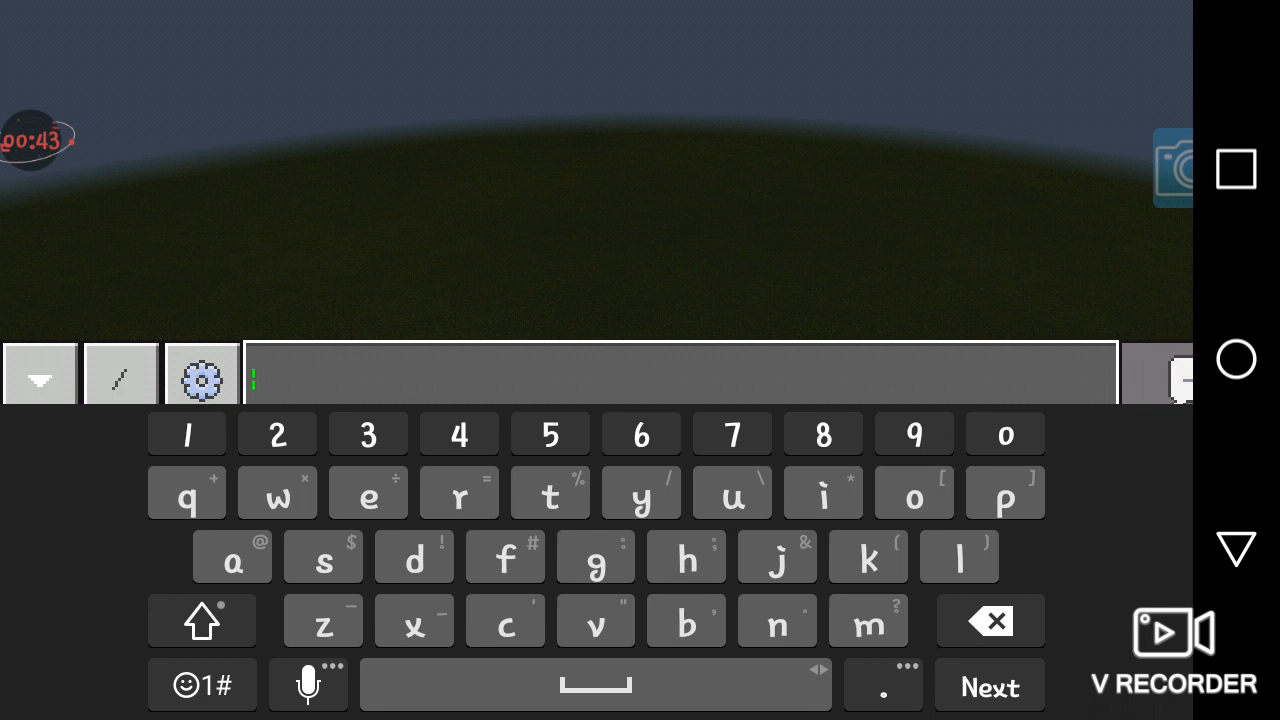 00:43
/
1 2 3 4 5 6 7 8 9 0
+ × ÷ = % / \ * [ ]
q w e r t y u i o p
@ $ ! # : ; & ( )
a s d f g h j k l
– _ ' " , ° ?
z x c v b n m
☺1# ... ... . Next
V RECORDER